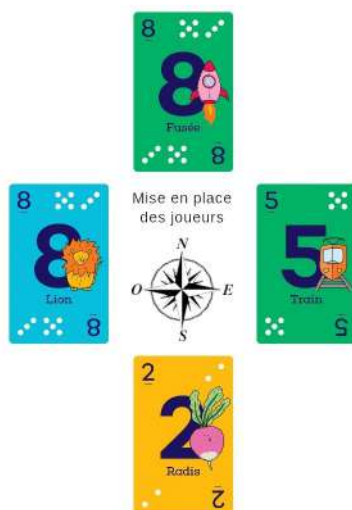 8
8
Fusée
8
8
8
Lion
8
Mise en place
des joueurs
N
O
E
S
5
5
Train
5
2
2
Radis
2